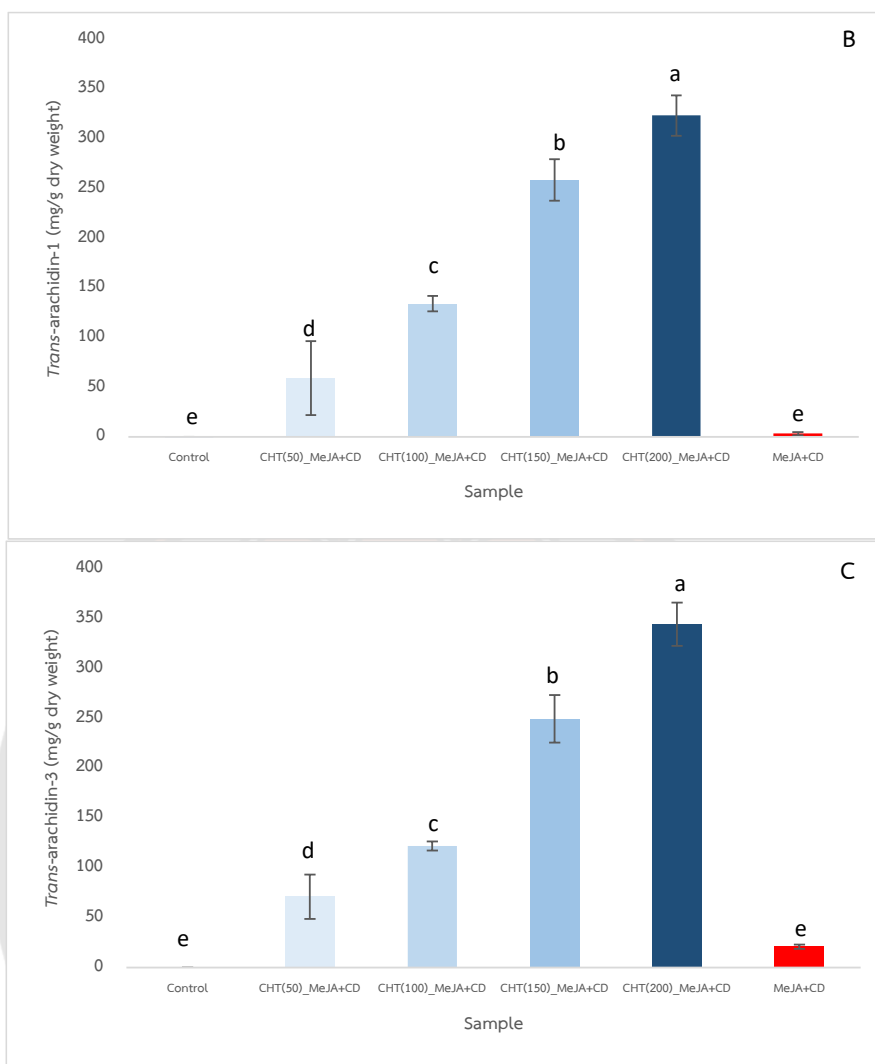 B
Trans-arachidin-1 (mg/g dry weight)
400
350
300
250
200
150
100
50
0
e
d
c
b
a
e
Control
CHT(50)_MeJA+CD
CHT(100)_MeJA+CD
CHT(150)_MeJA+CD
CHT(200)_MeJA+CD
MeJA+CD
Sample
C
Trans-arachidin-3 (mg/g dry weight)
400
350
300
250
200
150
100
50
0
e
d
c
b
a
e
Control
CHT(50)_MeJA+CD
CHT(100)_MeJA+CD
CHT(150)_MeJA+CD
CHT(200)_MeJA+CD
MeJA+CD
Sample